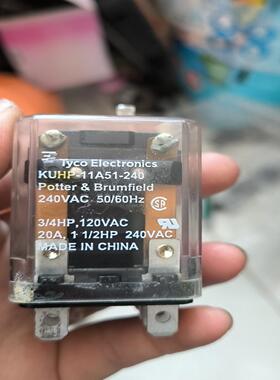 Tyco Electronics
KUHP-11A51-240
Potter & Brumfield
240VAC 50/60Hz
3/4HP,120VAC
20A, 1 1/2HP 240VAC
MADE IN CHINA